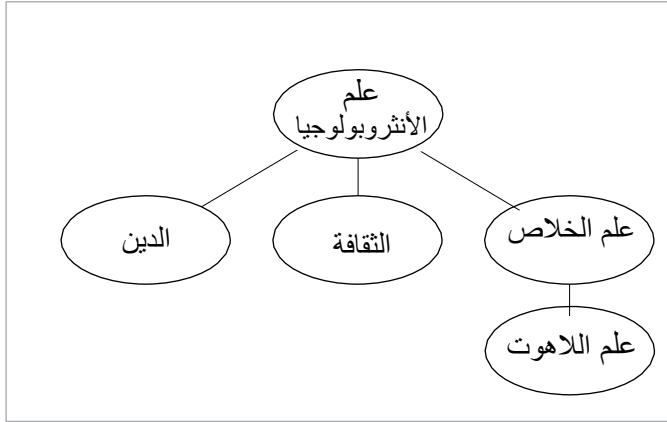 علم
الأنثروبولوجيا
علم الخلاص
الثقافة
الدين
علم اللاهوت